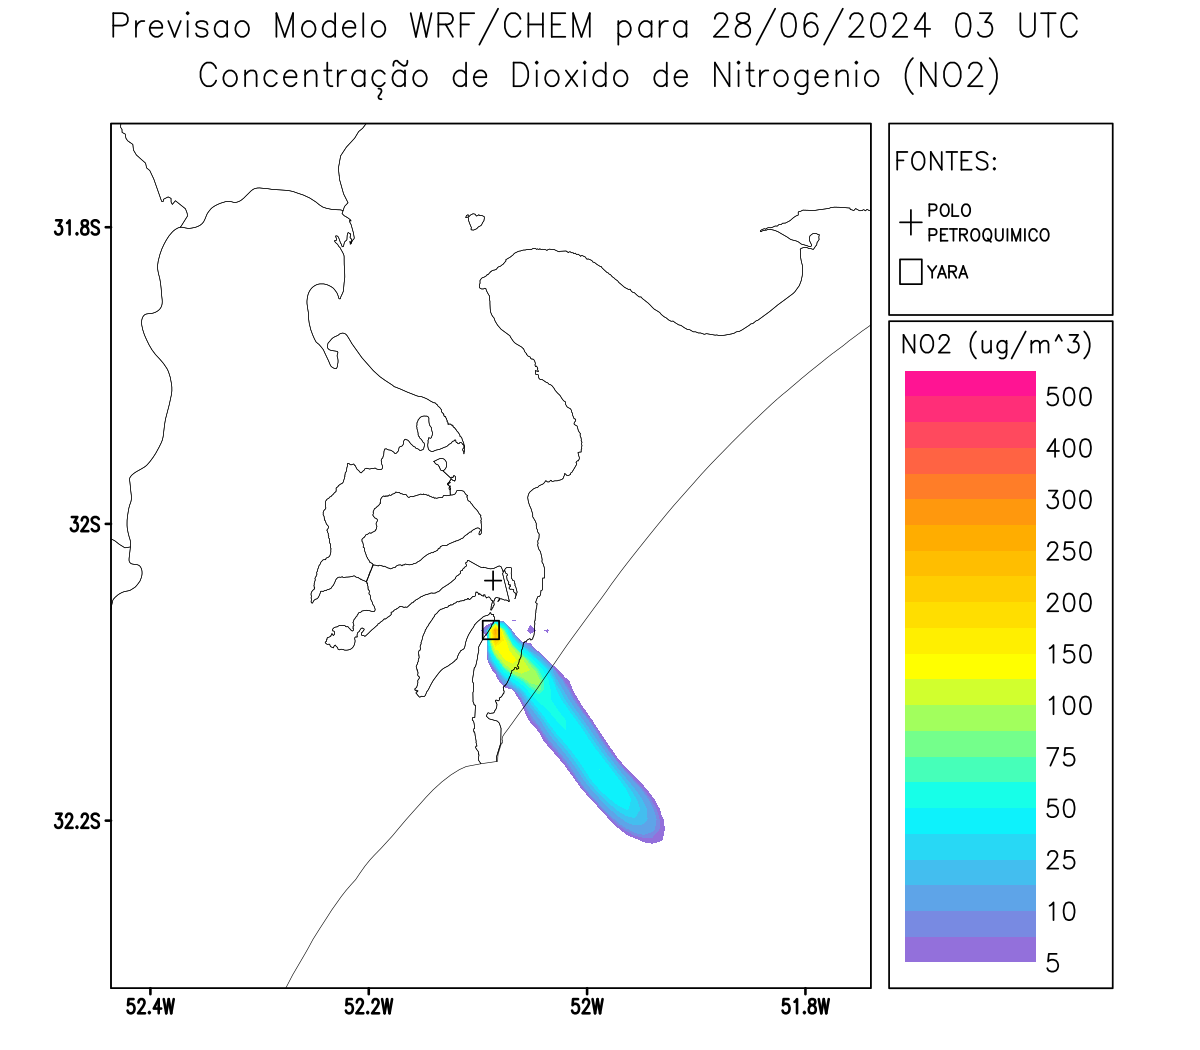 Previsao Modelo WRF/CHEM para 28/06/2024 03 UTC
Concentração de Dioxido de Nitrogenio (NO2)
FONTES:
POLO
PETROQUIMICO
YARA
NO2 (ug/m^3)
500
400
300
250
200
150
100
75
50
25
10
5
31.8S
32S
32.2S
52.4W
52.2W
52W
51.8W